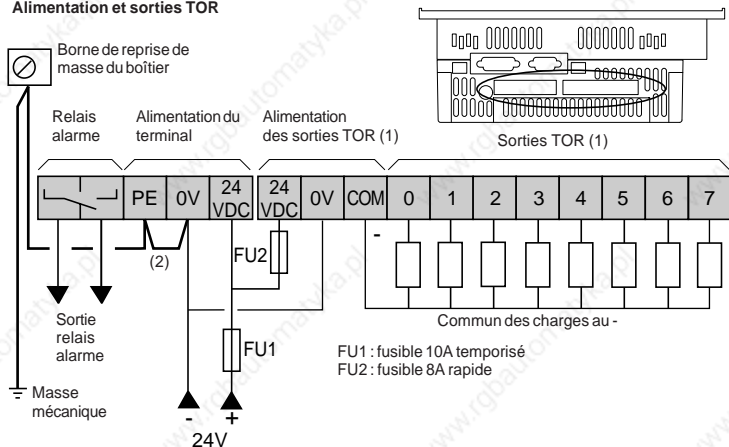 Alimentation et sorties TOR
Borne de reprise de
masse du boîtier
Relais
alarme
Alimentation du
terminal
Alimentation
des sorties TOR (1)
Sorties TOR (1)
PE 0V 24 VDC 24 VDC 0V COM 0 1 2 3 4 5 6 7
(2)
FU2
-
Sortie
relais
alarme
Commun des charges au -
FU1
FU1 : fusible 10A temporisé
FU2 : fusible 8A rapide
Masse
mécanique
- +
24V
www.rgbautomatyka.pl